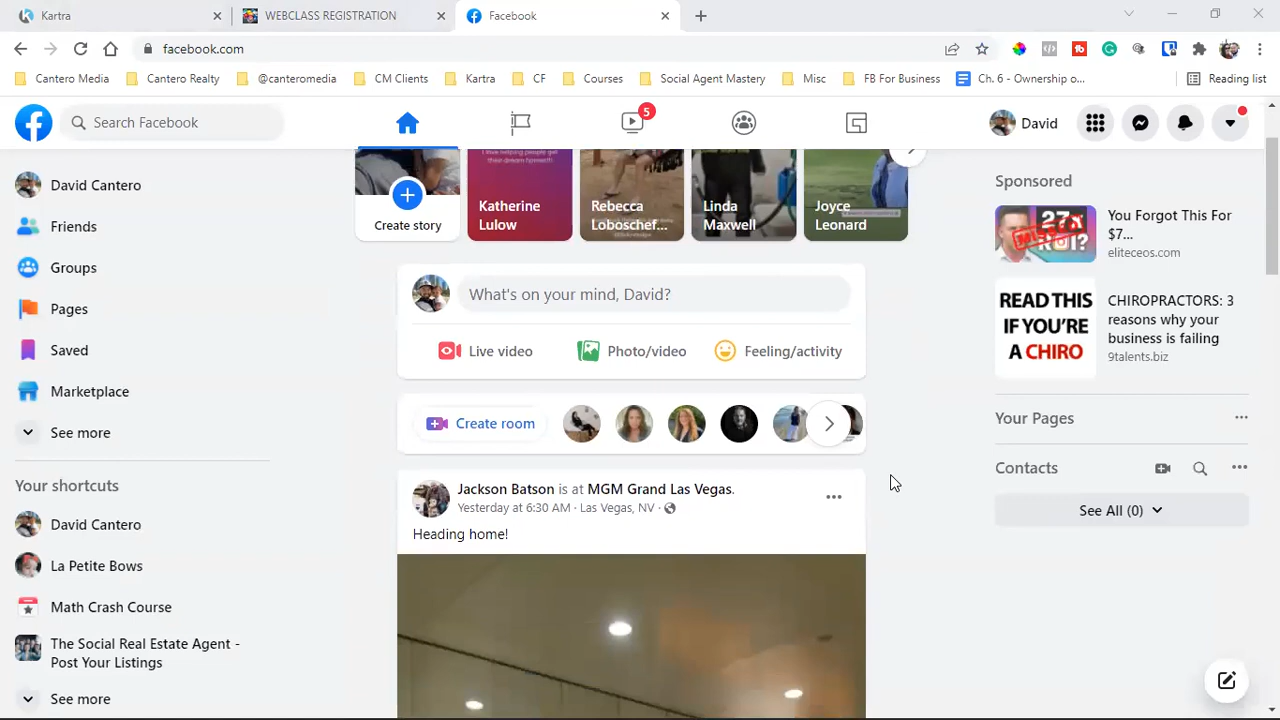 Kartra
WEBCLASS REGISTRATION
Facebook
facebook.com
Cantero Media
Cantero Realty
@canteromedia
CM Clients
Kartra
CF
Courses
Social Agent Mastery
Misc
FB For Business
Ch. 6 - Ownership o...
Reading list
Search Facebook
5
David
David Cantero
Friends
Groups
Pages
Saved
Marketplace
See more
Your shortcuts
David Cantero
La Petite Bows
Math Crash Course
The Social Real Estate Agent -
Post Your Listings
See more
Create story
Katherine
Lulow
Rebecca
Loboschef...
Linda
Maxwell
Joyce
Leonard
What's on your mind, David?
Live video
Photo/video
Feeling/activity
Create room
Jackson Batson is at MGM Grand Las Vegas.
Yesterday at 6:30 AM · Las Vegas, NV ·
Heading home!
Sponsored
You Forgot This For
$7...
eliteceos.com
READ THIS
IF YOU'RE
A CHIRO
CHIROPRACTORS: 3
reasons why your
business is failing
9talents.biz
Your Pages
Contacts
See All (0)